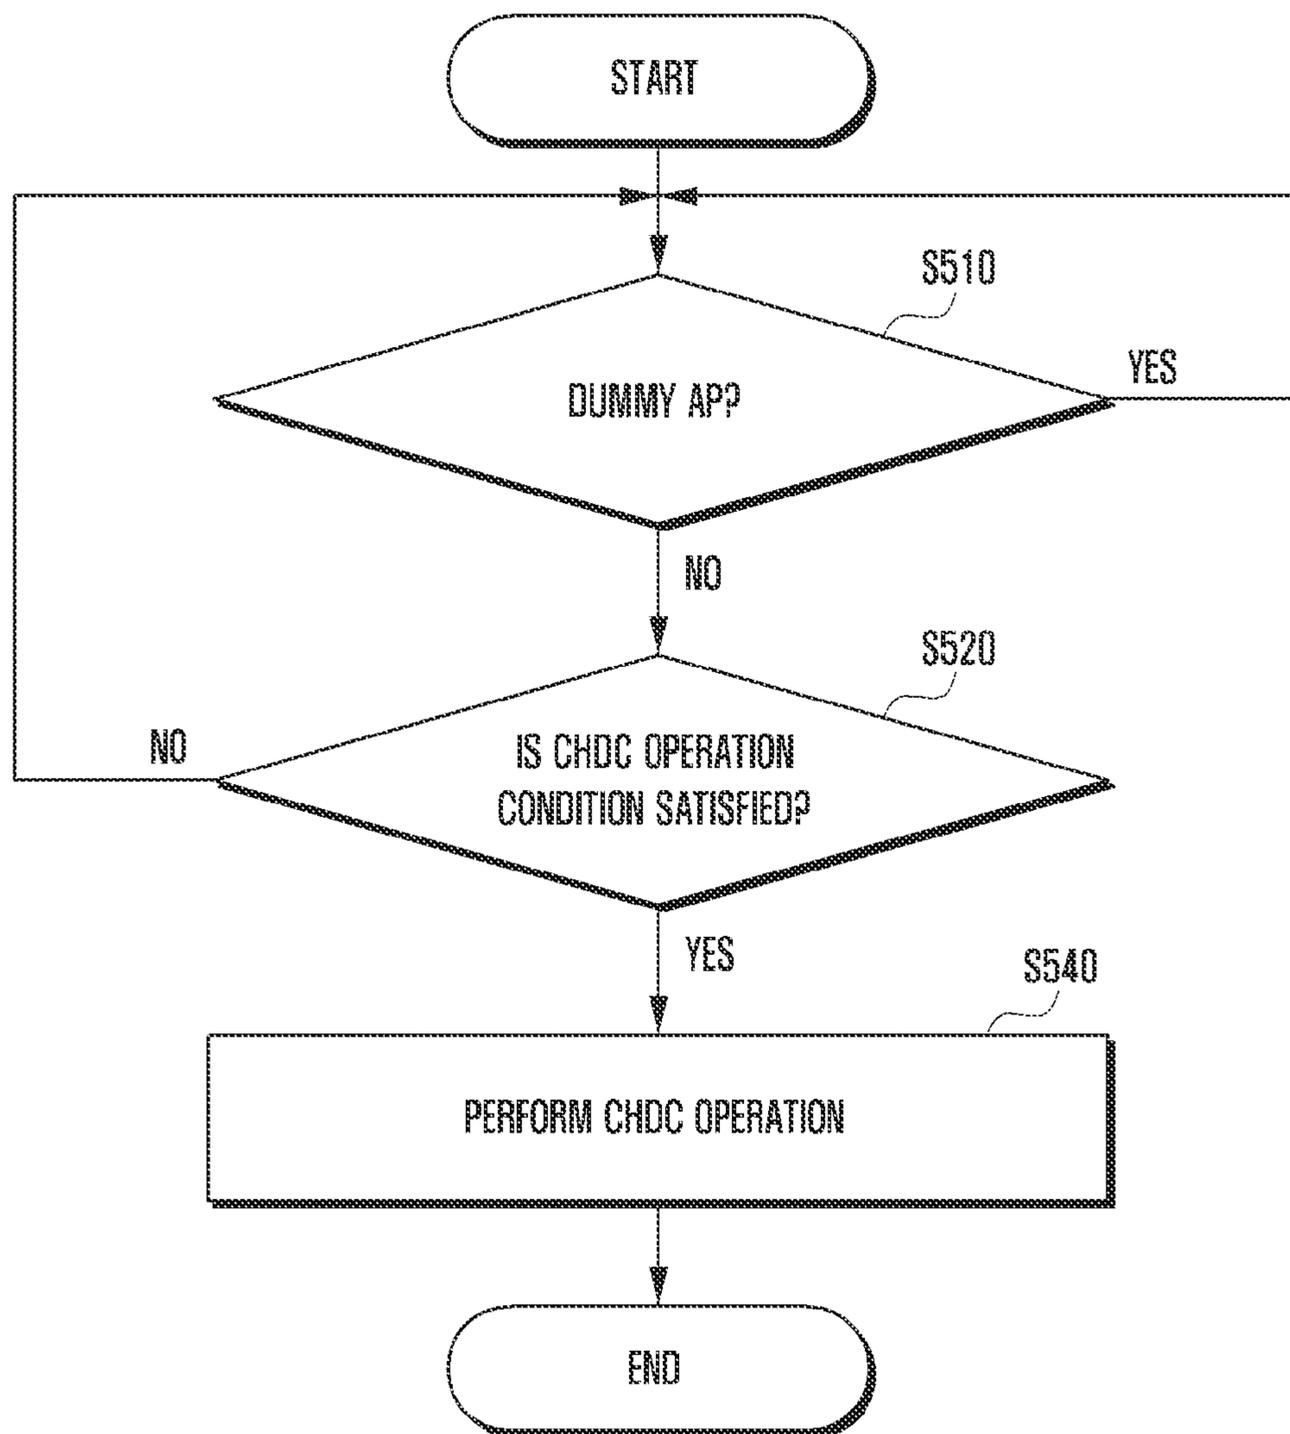 START
S510
DUMMY AP?
YES
NO
S520
IS CHDC OPERATION
CONDITION SATISFIED?
NO
YES
S540
PERFORM CHDC OPERATION
END